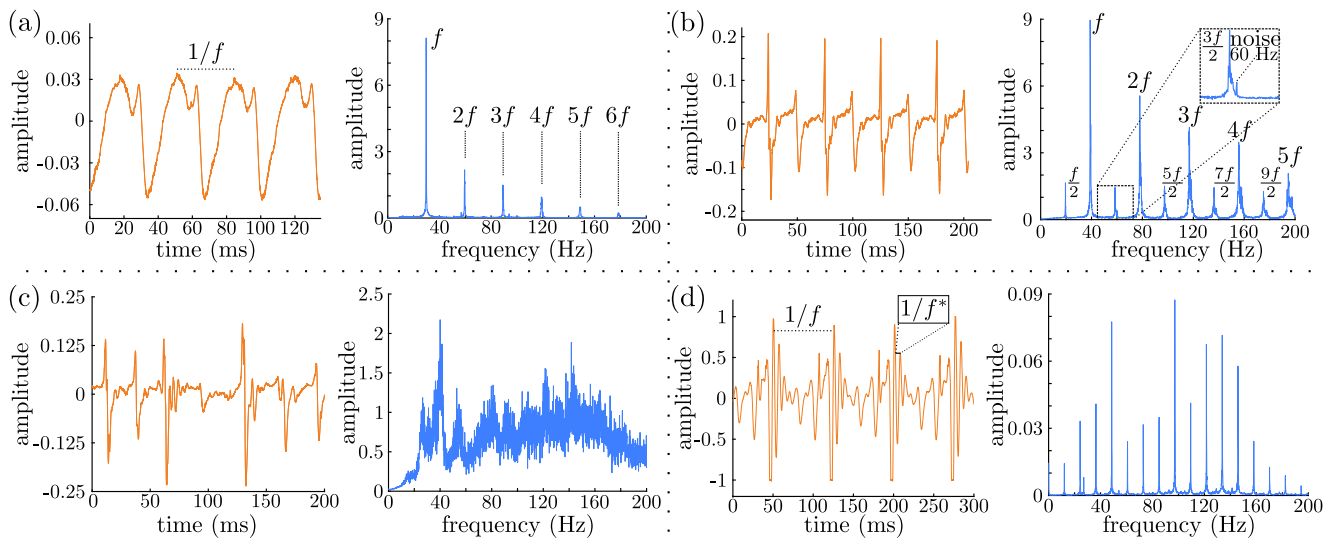 (a)
amplitude
0.06
0.03
0
-0.03
-0.06
1/f
0 20 40 60 80 100 120
time (ms)
amplitude
9
6
3
0
f
2f 3f 4f 5f 6f
0 40 80 120 160 200
frequency (Hz)
(b)
amplitude
0.2
0.1
0
-0.1
-0.2
0 50 100 150 200
time (ms)
amplitude
9
6
3
0
f
3f/2 noise
60 Hz
2f
3f
4f
5f
f/2
5f/2
7f/2
9f/2
0 40 80 120 160 200
frequency (Hz)
(c)
amplitude
0.25
0.125
0
-0.125
-0.25
0 50 100 150 200
time (ms)
amplitude
2.5
2
1.5
1
0.5
0
0 40 80 120 160 200
frequency (Hz)
(d)
amplitude
1
0.5
0
-0.5
-1
1/f
1/f*
0 50 100 150 200 250 300
time (ms)
amplitude
0.09
0.06
0.03
0
0 40 80 120 160 200
frequency (Hz)